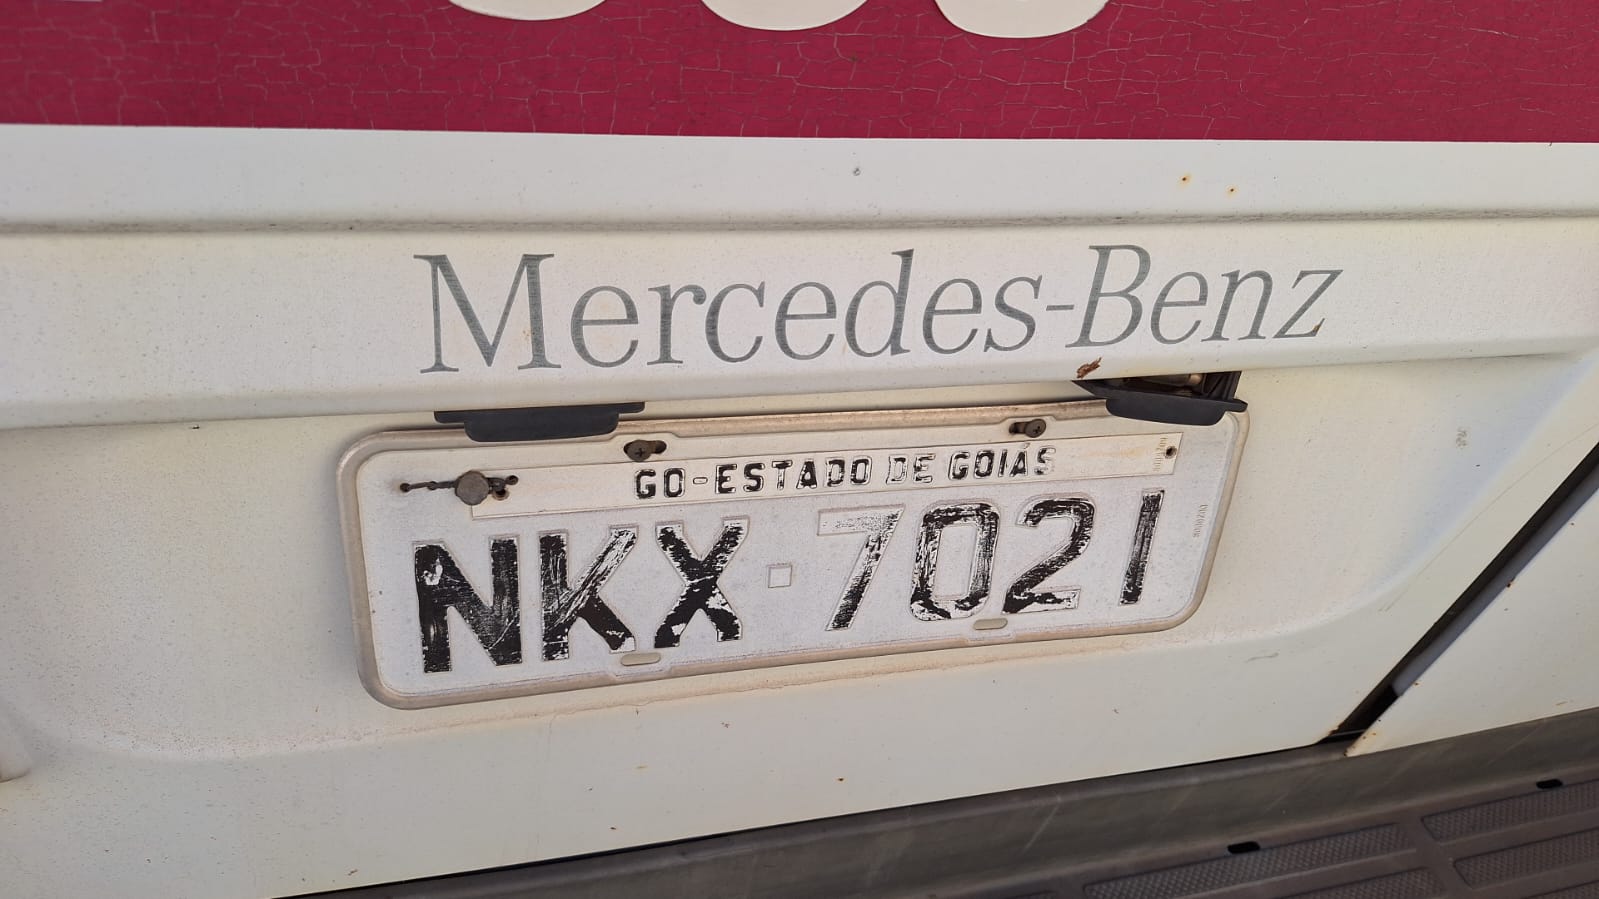 Mercedes-Benz
GO-ESTADO DE GOIÁS
NKX 7021